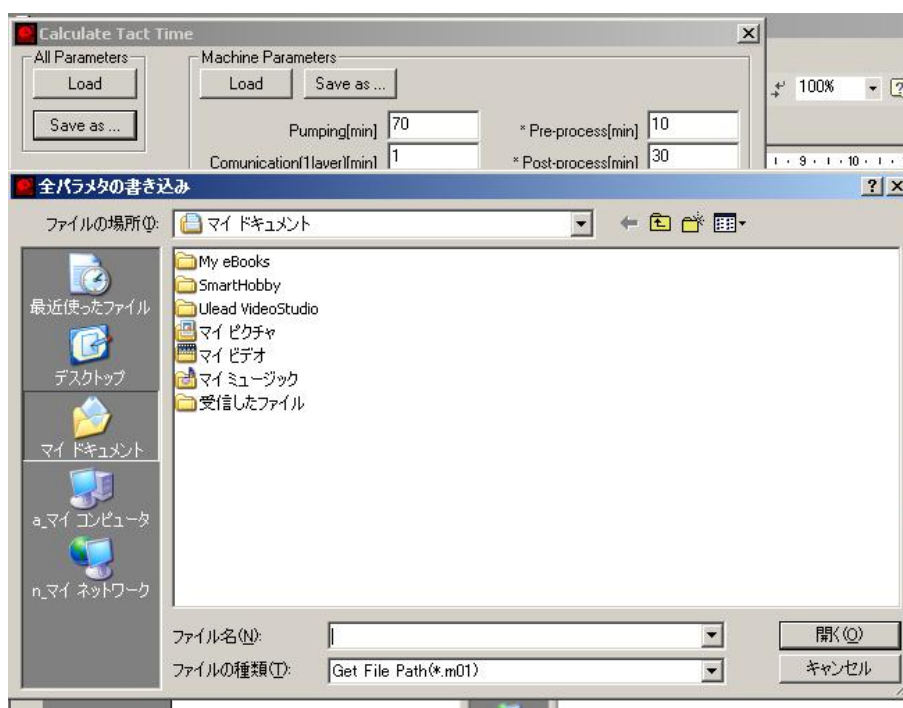 Calculate Tact Time
All Parameters
Load
Save as ...
Machine Parameters
Load
Save as ...
Pumping[min]
70
* Pre-process[min]
10
Comunication(1layer)[min]
1
* Post-process[min]
30
100%
9 10
全パラメタの書き込み
ファイルの場所(I):
マイ ドキュメント
最近使ったファイル
デスクトップ
マイ ドキュメント
a_マイ コンピュータ
n_マイ ネットワーク
My eBooks
SmartHobby
Ulead VideoStudio
マイ ピクチャ
マイ ビデオ
マイ ミュージック
受信したファイル
ファイル名(N):
開く(O)
ファイルの種類(T):
Get File Path(*.m01)
キャンセル